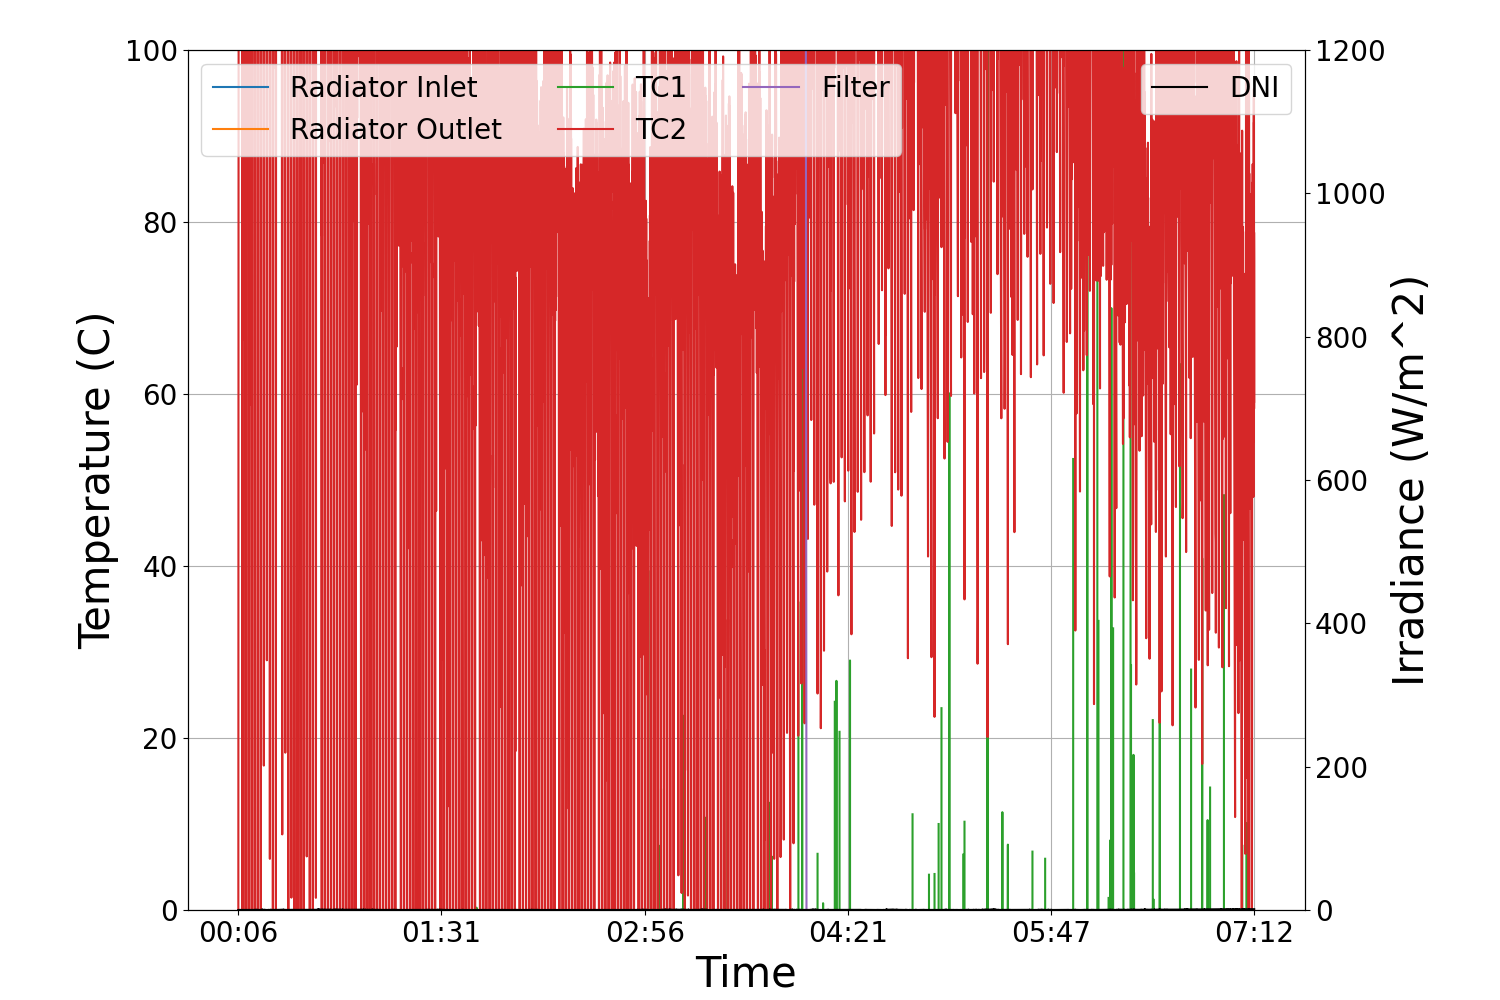 100
80
60
40
20
0
Temperature (C)
Radiator Inlet
Radiator Outlet
TC1
TC2
Filter
DNI
1200
1000
800
600
400
200
0
Irradiance (W/m^2)
00:06
01:31
02:56
04:21
05:47
07:12
Time